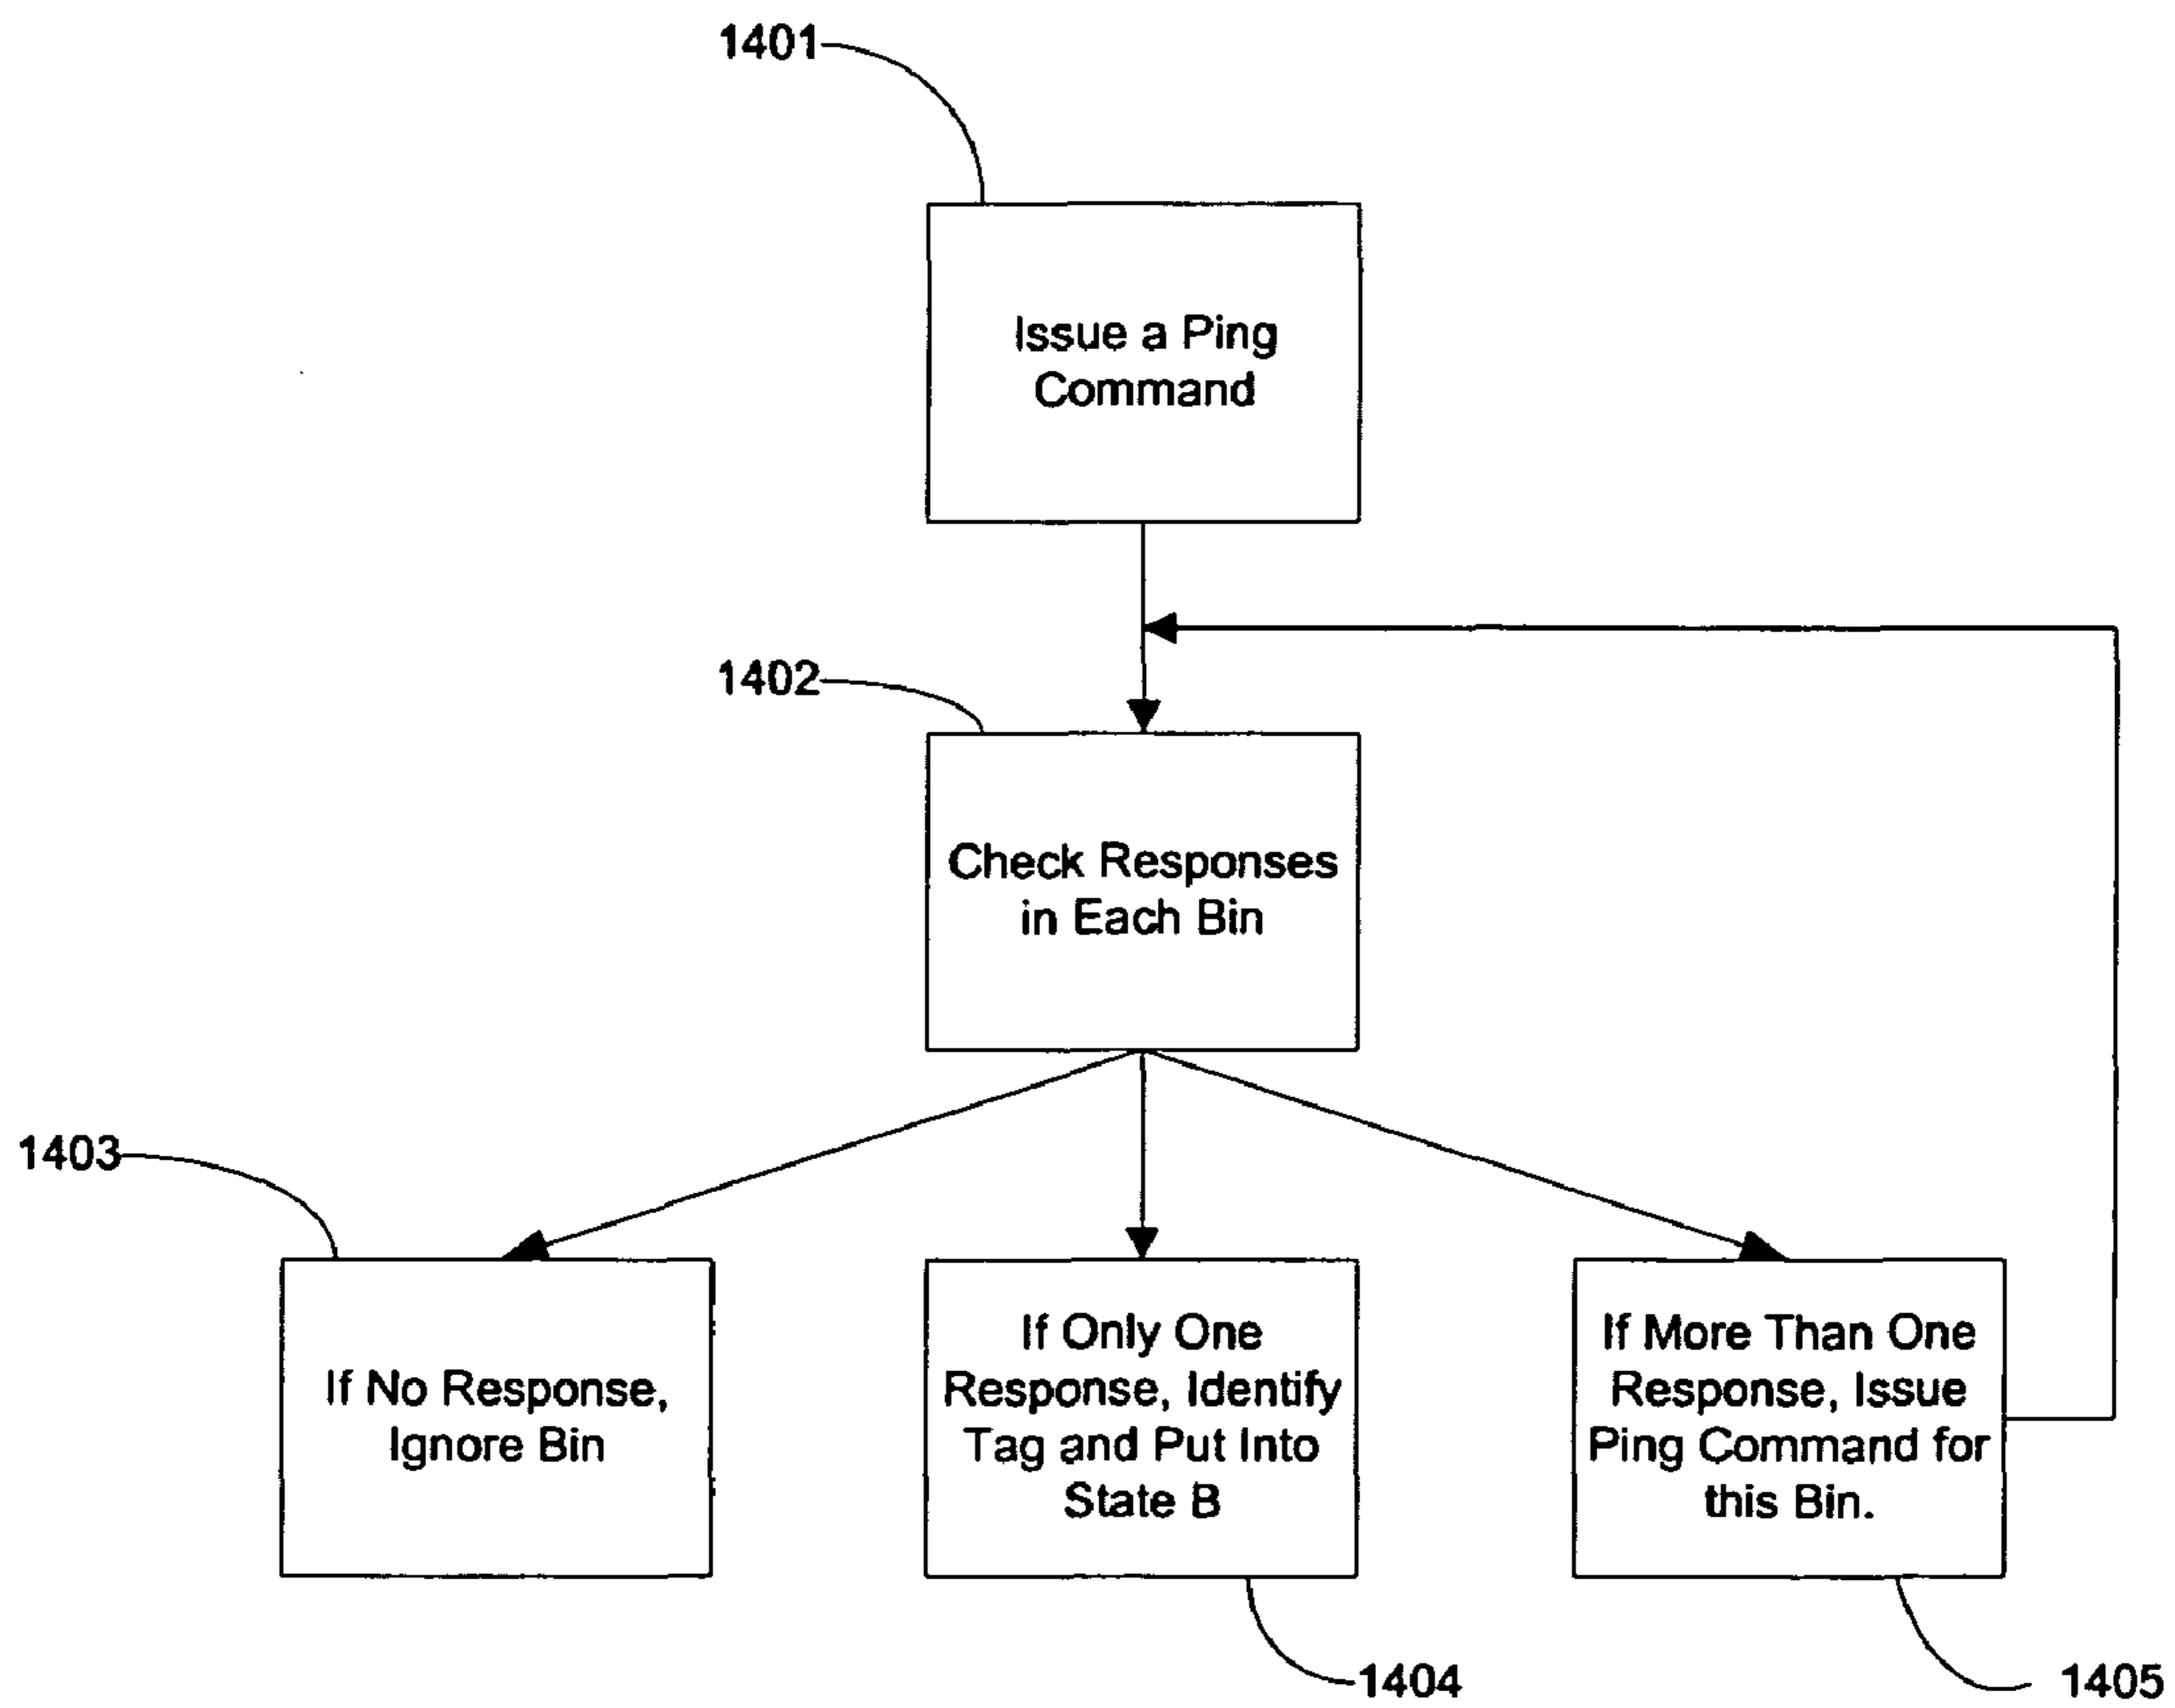 1401
Issue a Ping
Command
1402
Check Responses
in Each Bin
1403
If No Response,
Ignore Bin
If Only One
Response, Identify
Tag and Put Into
State B
If More Than One
Response, Issue
Ping Command for
this Bin.
1404
1405